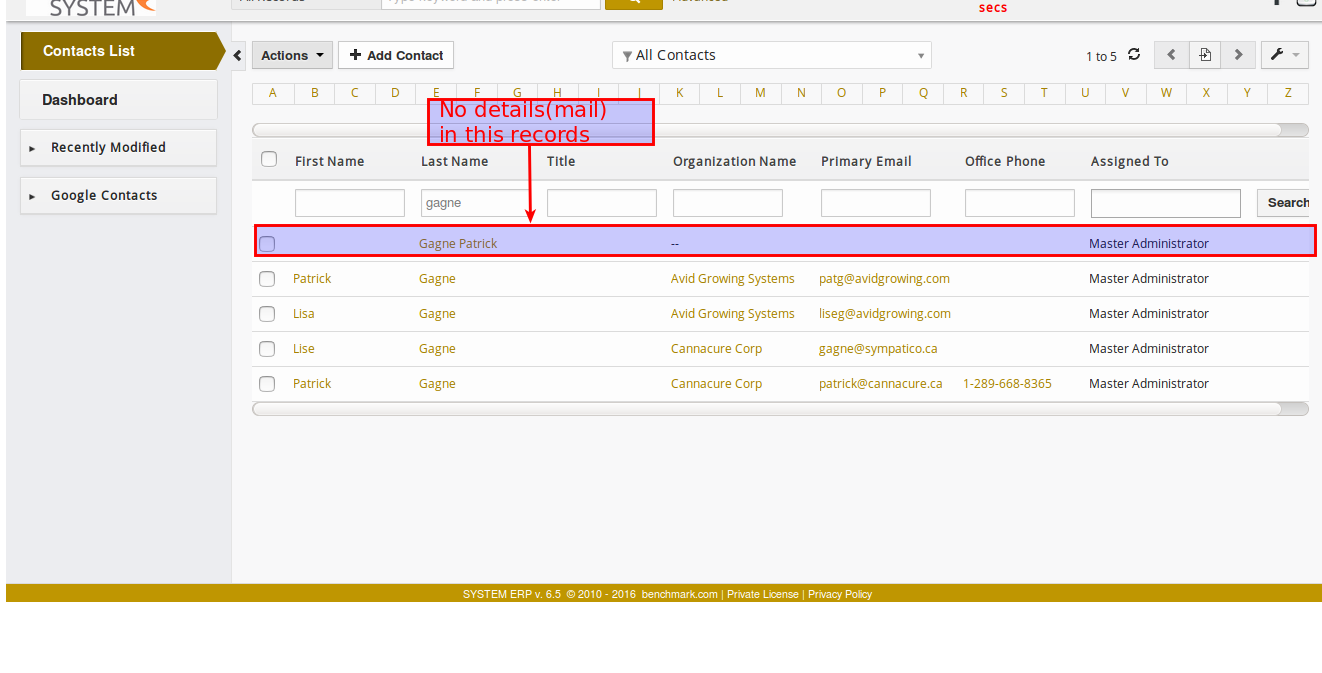 SYSTEM
secs
Contacts List
Actions
Add Contact
All Contacts
1 to 5
Dashboard
A B C D E F G H I J K L M N O P Q R S T U V W X Y Z
No details(mail)
in this records
Recently Modified
Google Contacts
First Name Last Name Title Organization Name Primary Email Office Phone Assigned To
gagne Search
Gagne Patrick -- Master Administrator
Patrick Gagne Avid Growing Systems patg@avidgrowing.com Master Administrator
Lisa Gagne Avid Growing Systems liseg@avidgrowing.com Master Administrator
Lise Gagne Cannacure Corp gagne@sympatico.ca Master Administrator
Patrick Gagne Cannacure Corp patrick@cannacure.ca 1-289-668-8365 Master Administrator
SYSTEM ERP v. 6.5 © 2010 - 2016 benchmark.com | Private License | Privacy Policy